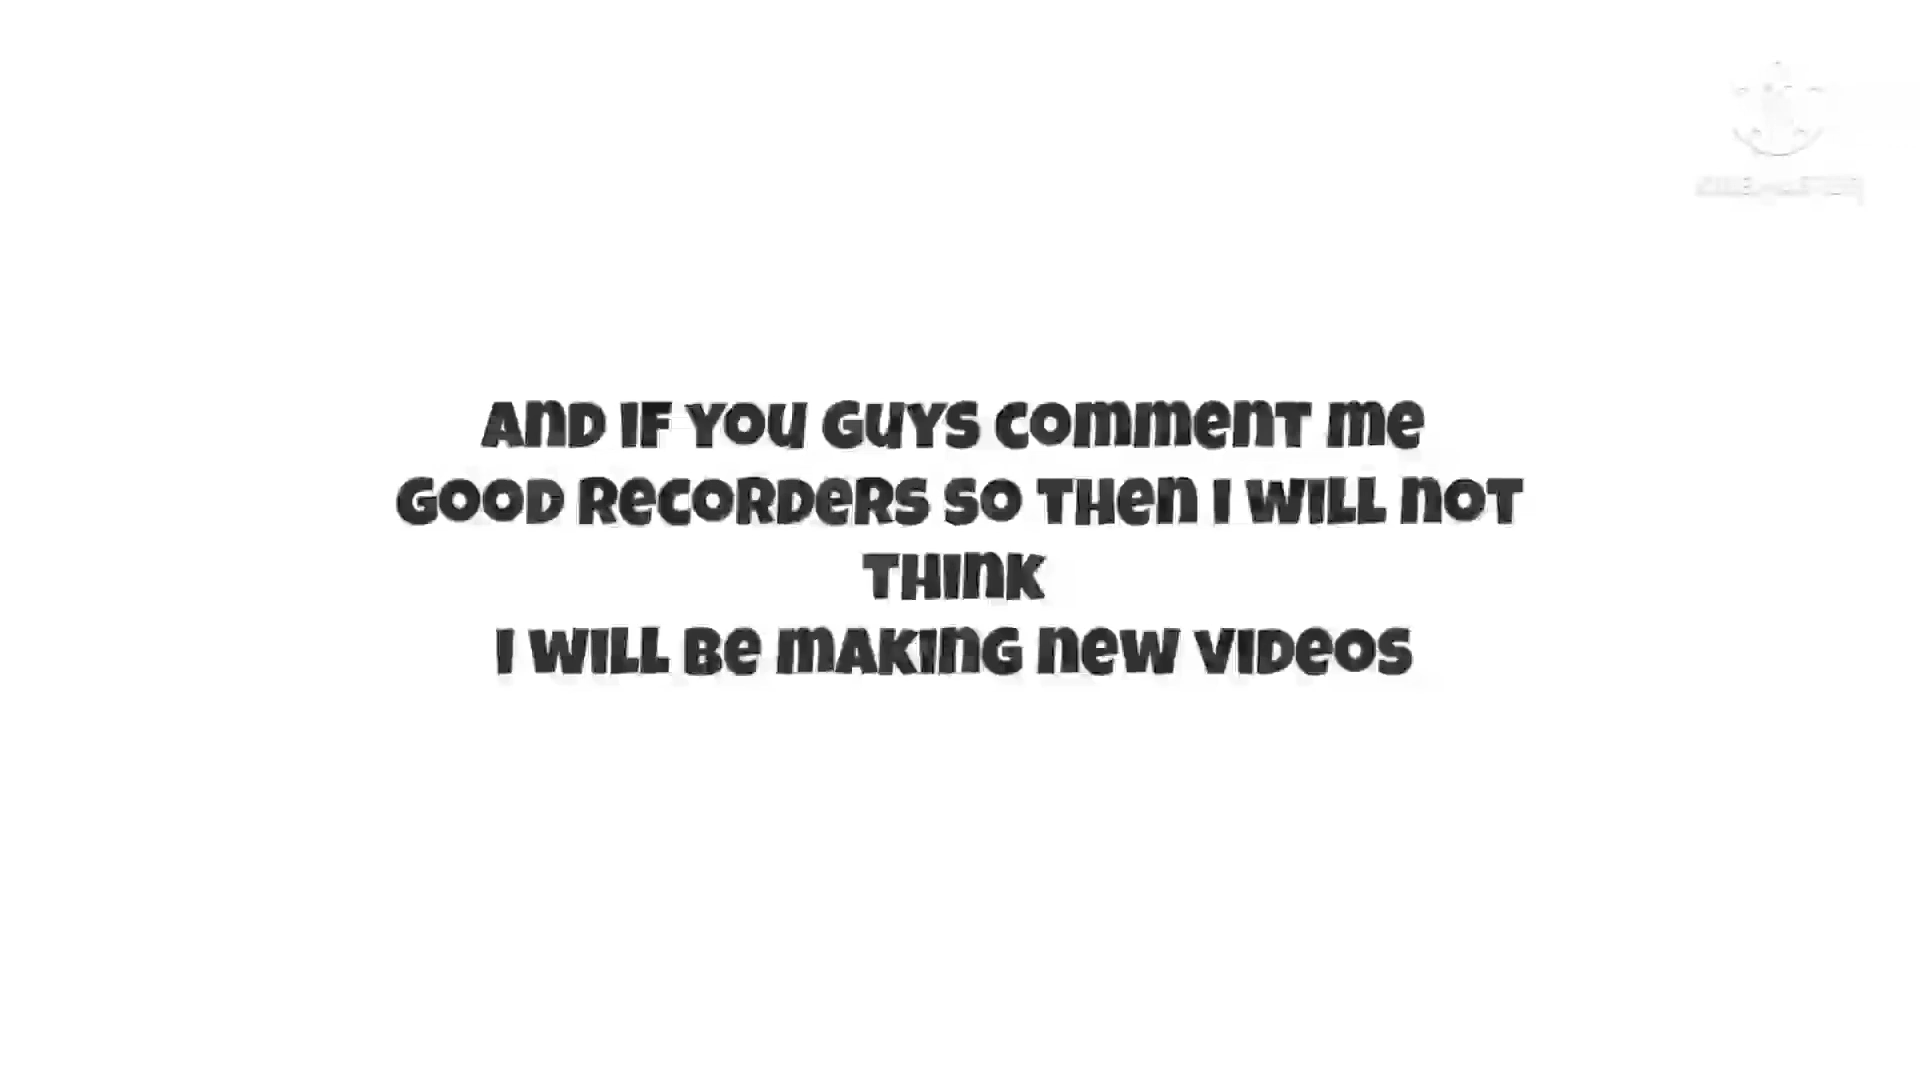 AND IF YOU GUYS COMMENT ME
GOOD RECORDERS SO THEN I WILL NOT
THINK
I WILL BE MAKING NEW VIDEOS